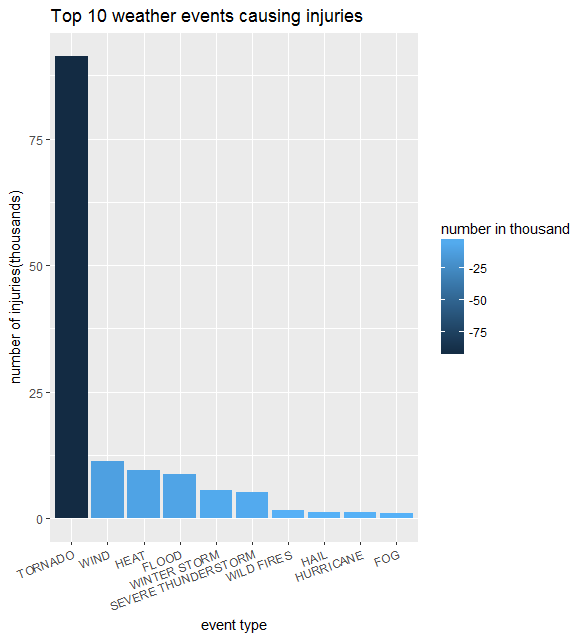 Top 10 weather events causing injuries
number of injuries(thousands)
75
50
25
0
TORNADO
WIND
HEAT
FLOOD
WINTER STORM
SEVERE THUNDERSTORM
WILD FIRES
HAIL
HURRICANE
FOG
event type
number in thousand
-25
-50
-75